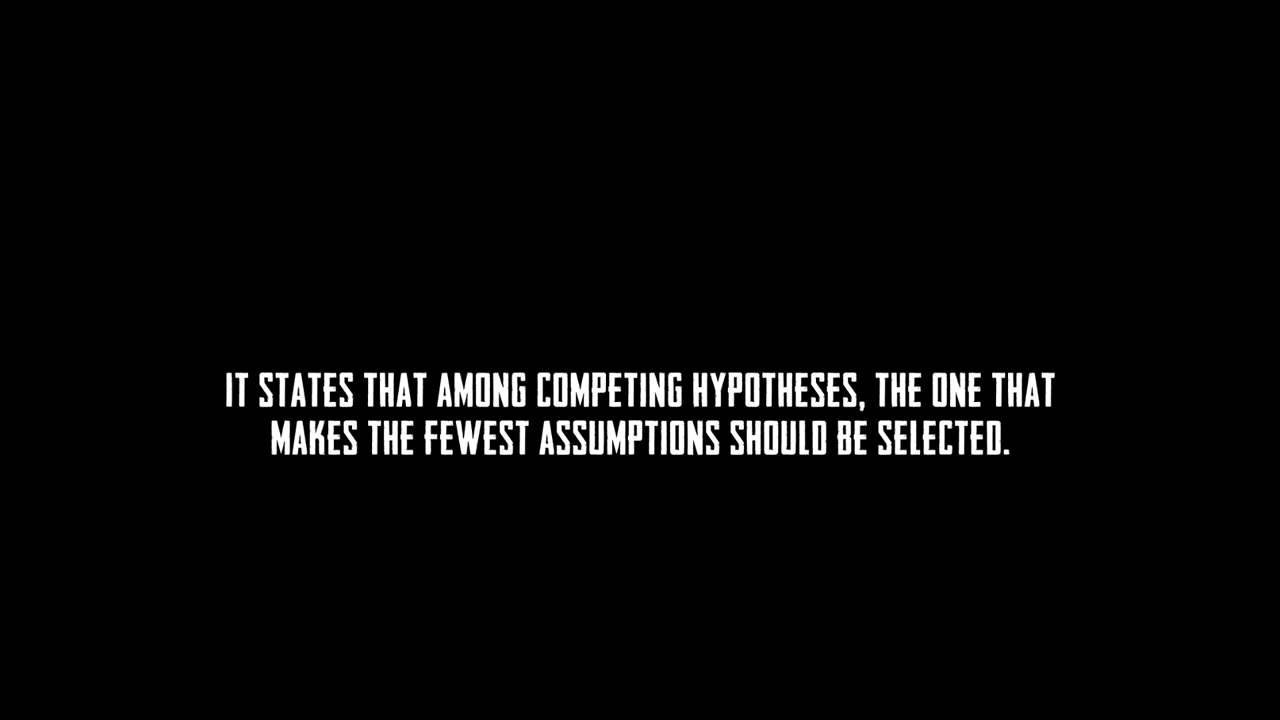 IT STATES THAT AMONG COMPETING HYPOTHESES, THE ONE THAT
MAKES THE FEWEST ASSUMPTIONS SHOULD BE SELECTED.